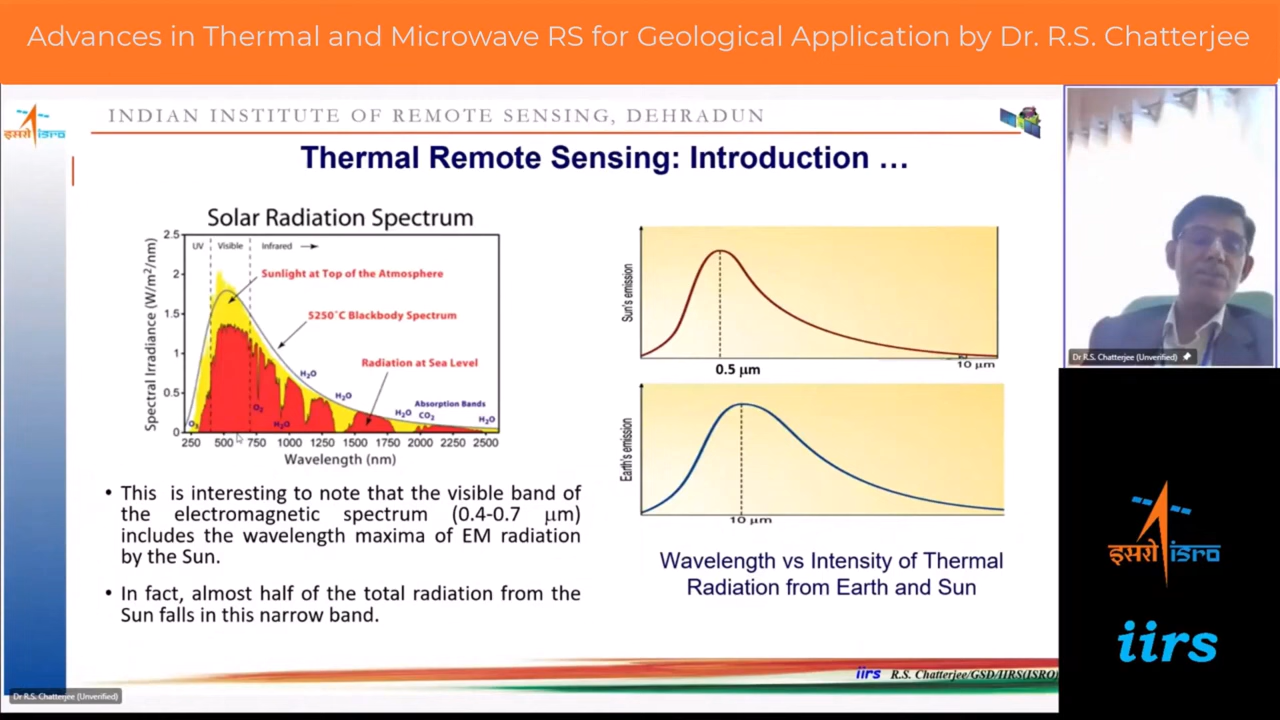 Advances in Thermal and Microwave RS for Geological Application by Dr. R.S. Chatterjee
इसरो isro
INDIAN INSTITUTE OF REMOTE SENSING, DEHRADUN
Thermal Remote Sensing: Introduction ...
Solar Radiation Spectrum
Spectral Irradiance (W/m²/nm)
2.5
2
1.5
1
0.5
0
UV
Visible
Infrared
Sunlight at Top of the Atmosphere
5250°C Blackbody Spectrum
Radiation at Sea Level
H₂O
H₂O
Absorption Bands
H₂O
CO₂
H₂O
O₂
H₂O
O₃
250 500 750 1000 1250 1500 1750 2000 2250 2500
Wavelength (nm)
Sun's emission
0.5 μm
10 μm
Earth's emission
10 μm
Wavelength vs Intensity of Thermal
Radiation from Earth and Sun
• This is interesting to note that the visible band of
the electromagnetic spectrum (0.4-0.7 μm)
includes the wavelength maxima of EM radiation
by the Sun.
• In fact, almost half of the total radiation from the
Sun falls in this narrow band.
iirs R.S. Chatterjee/GSD/IIRS(ISRO)
Dr R.S. Chatterjee (Unverified)
Dr R.S. Chatterjee (Unverified)
इसरो isro
iirs